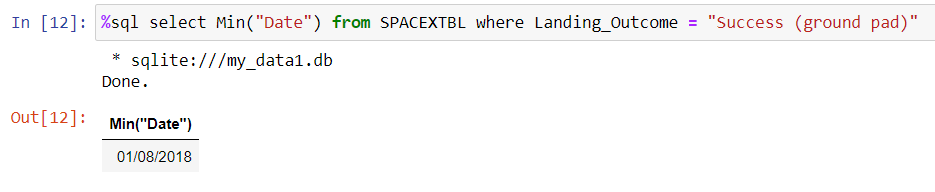 In [12]: %sql select Min("Date") from SPACEXTBL where Landing_Outcome = "Success (ground pad)"
* sqlite:///my_data1.db
Done.
Out[12]:
Min("Date")
01/08/2018